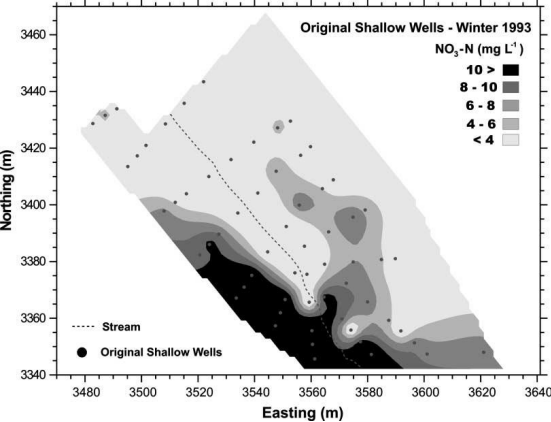 Original Shallow Wells - Winter 1993
NO3-N (mg L-1)
10 >
8 - 10
6 - 8
4 - 6
< 4
3460
3440
3420
3400
3380
3360
3340
Northing (m)
Stream
Original Shallow Wells
3480 3500 3520 3540 3560 3580 3600 3620 3640
Easting (m)